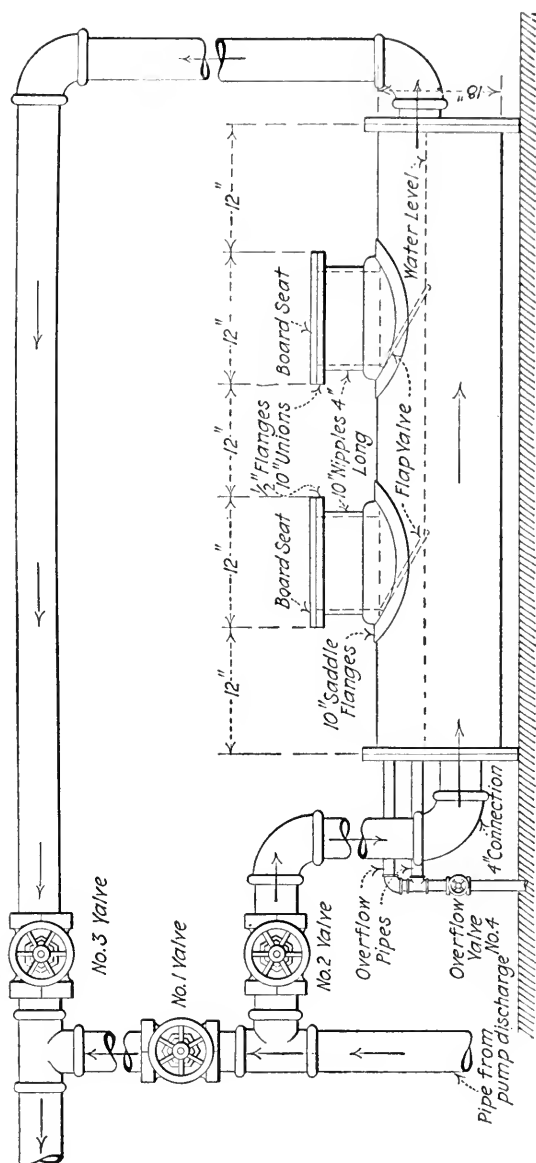 18"
12"
12"
12"
12"
12"
Board Seat
Board Seat
½" Flanges
10" Unions
10" Nipples 4"
Long
Flap Valve
Water Level
10" Saddle
Flanges
4" Connection
Overflow
Pipes
Overflow
Valve
No.4
No.3 Valve
No.1 Valve
No.2 Valve
Pipe from
pump discharge